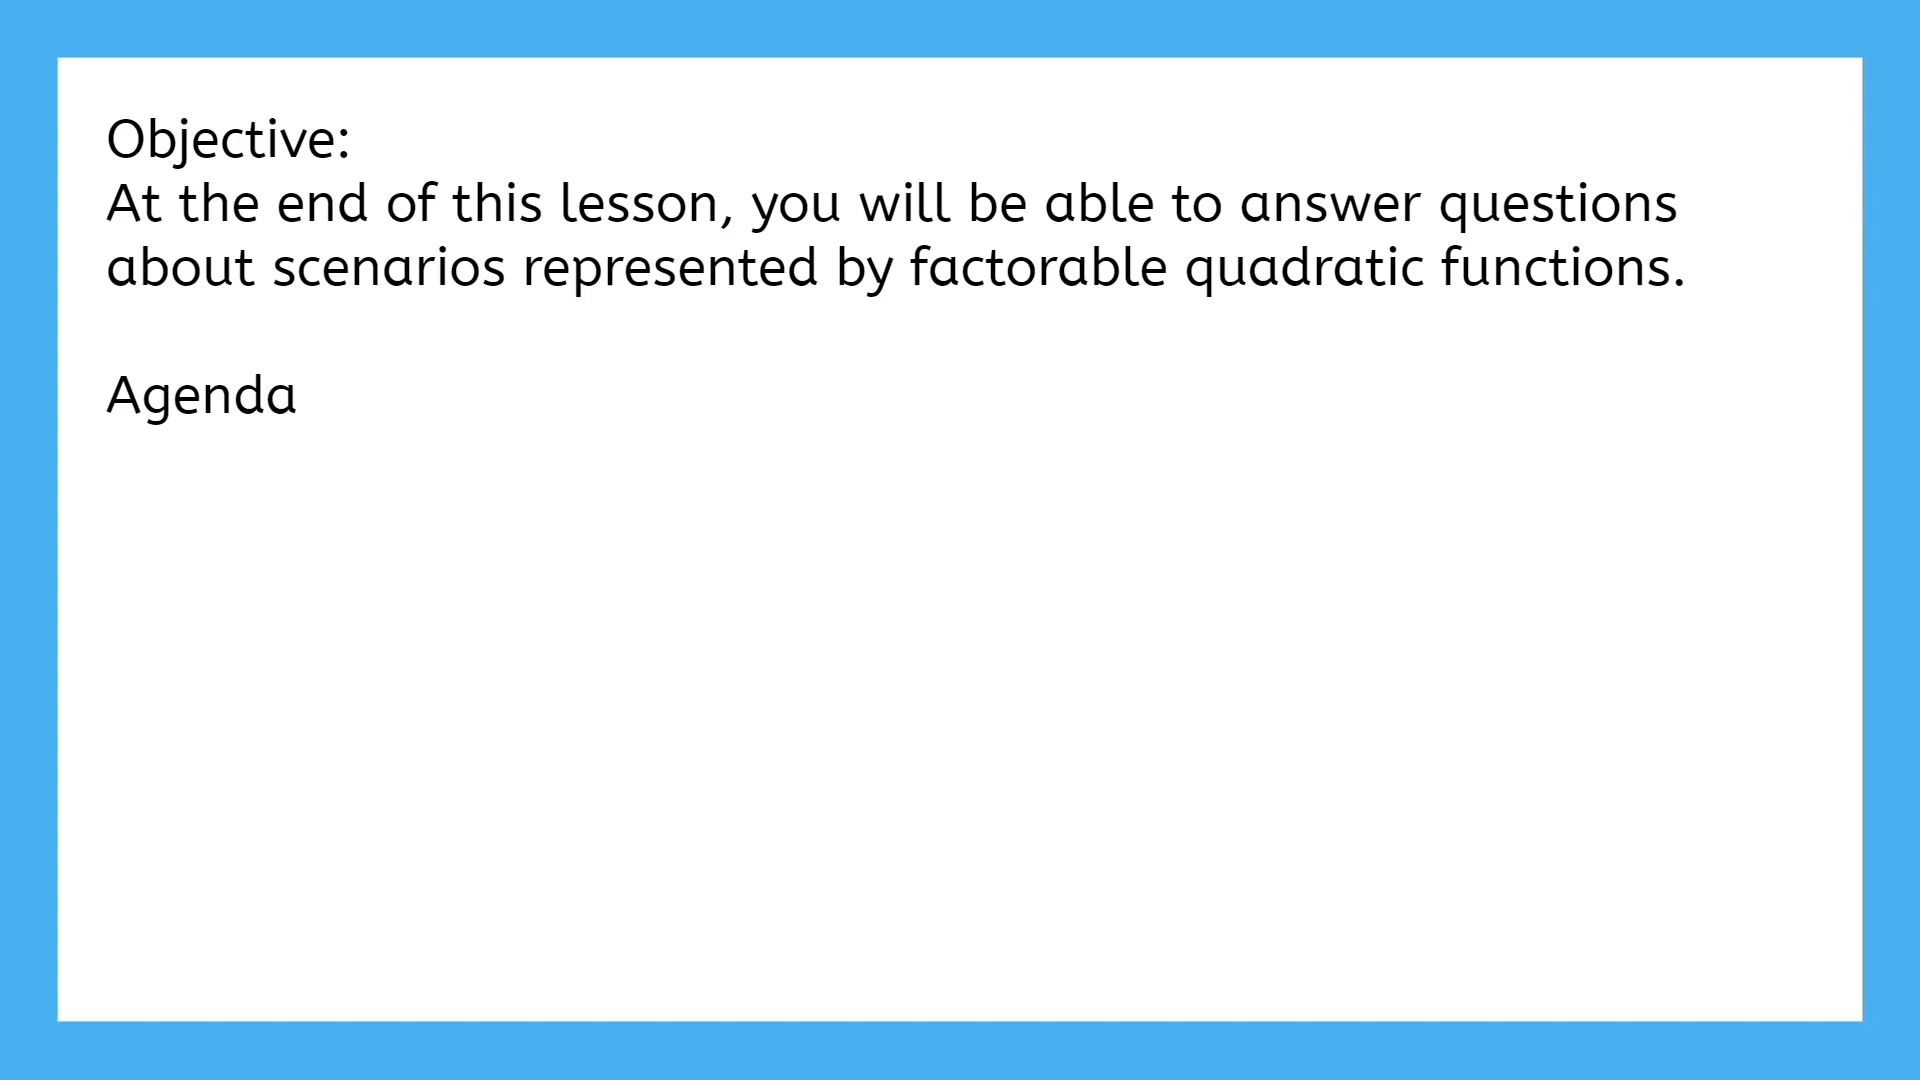 Objective:
At the end of this lesson, you will be able to answer questions
about scenarios represented by factorable quadratic functions.
Agenda